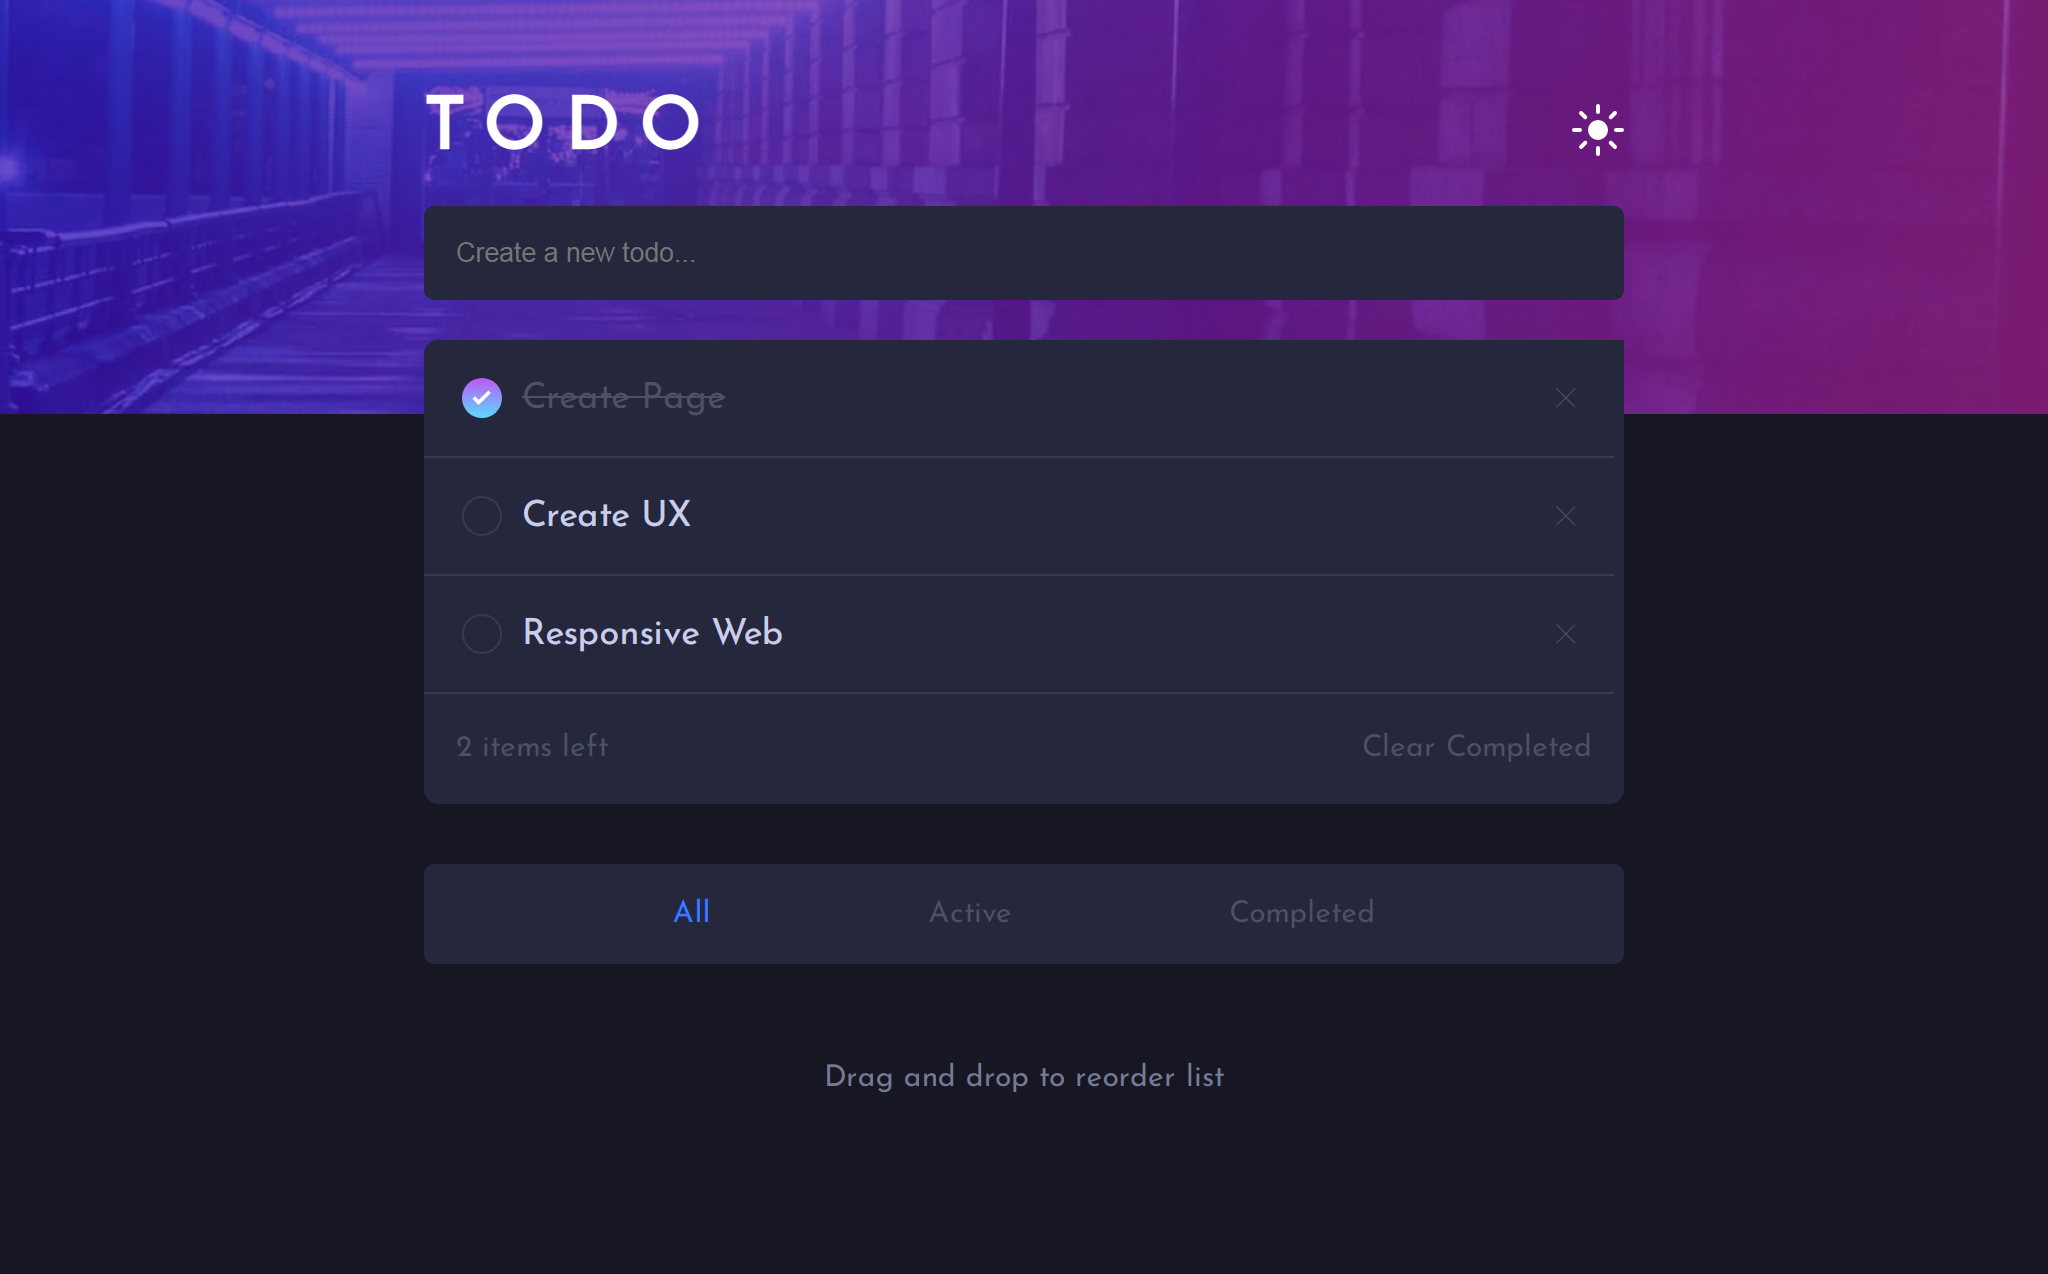 TODO
Create a new todo...
Create Page
Create UX
Responsive Web
2 items left Clear Completed
All Active Completed
Drag and drop to reorder list